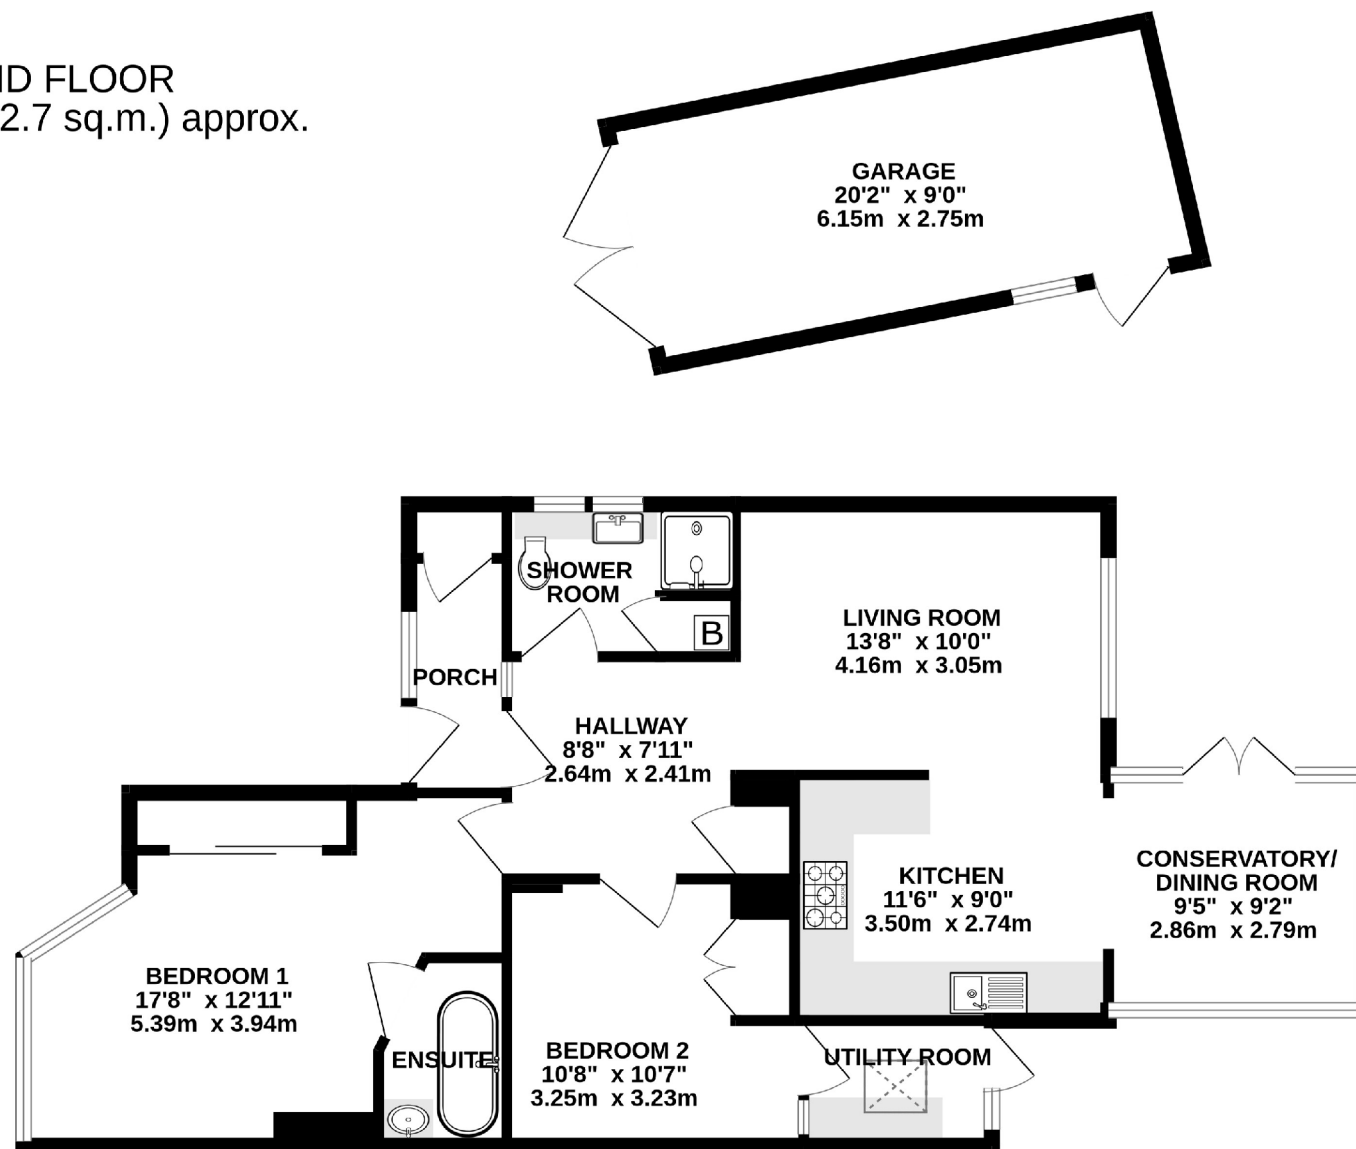 ND FLOOR
2.7 sq.m.) approx.
GARAGE
20'2" x 9'0"
6.15m x 2.75m
SHOWER
ROOM
B
LIVING ROOM
13'8" x 10'0"
4.16m x 3.05m
PORCH
HALLWAY
8'8" x 7'11"
2.64m x 2.41m
KITCHEN
11'6" x 9'0"
3.50m x 2.74m
CONSERVATORY/
DINING ROOM
9'5" x 9'2"
2.86m x 2.79m
BEDROOM 1
17'8" x 12'11"
5.39m x 3.94m
ENSUITE
BEDROOM 2
10'8" x 10'7"
3.25m x 3.23m
UTILITY ROOM